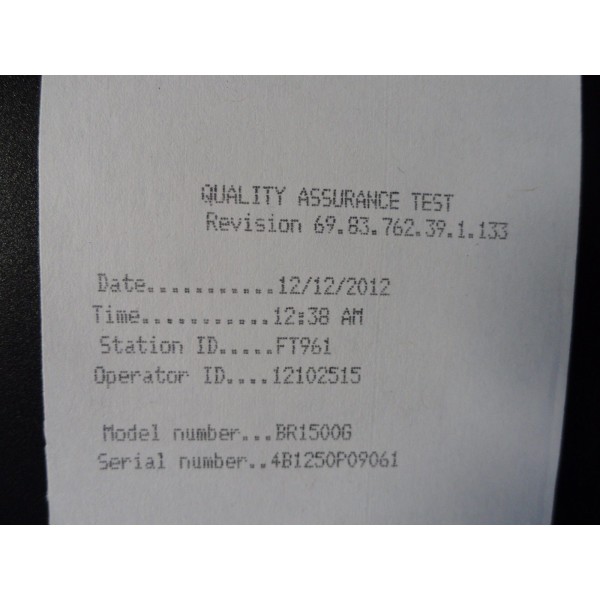 QUALITY ASSURANCE TEST
Revision 69.83.762.39.1.133
Date...........12/12/2012
Time...........12:38 AM
Station ID.....FT961
Operator ID....12102515
Model number...BR1500G
Serial number..4B1250P09061